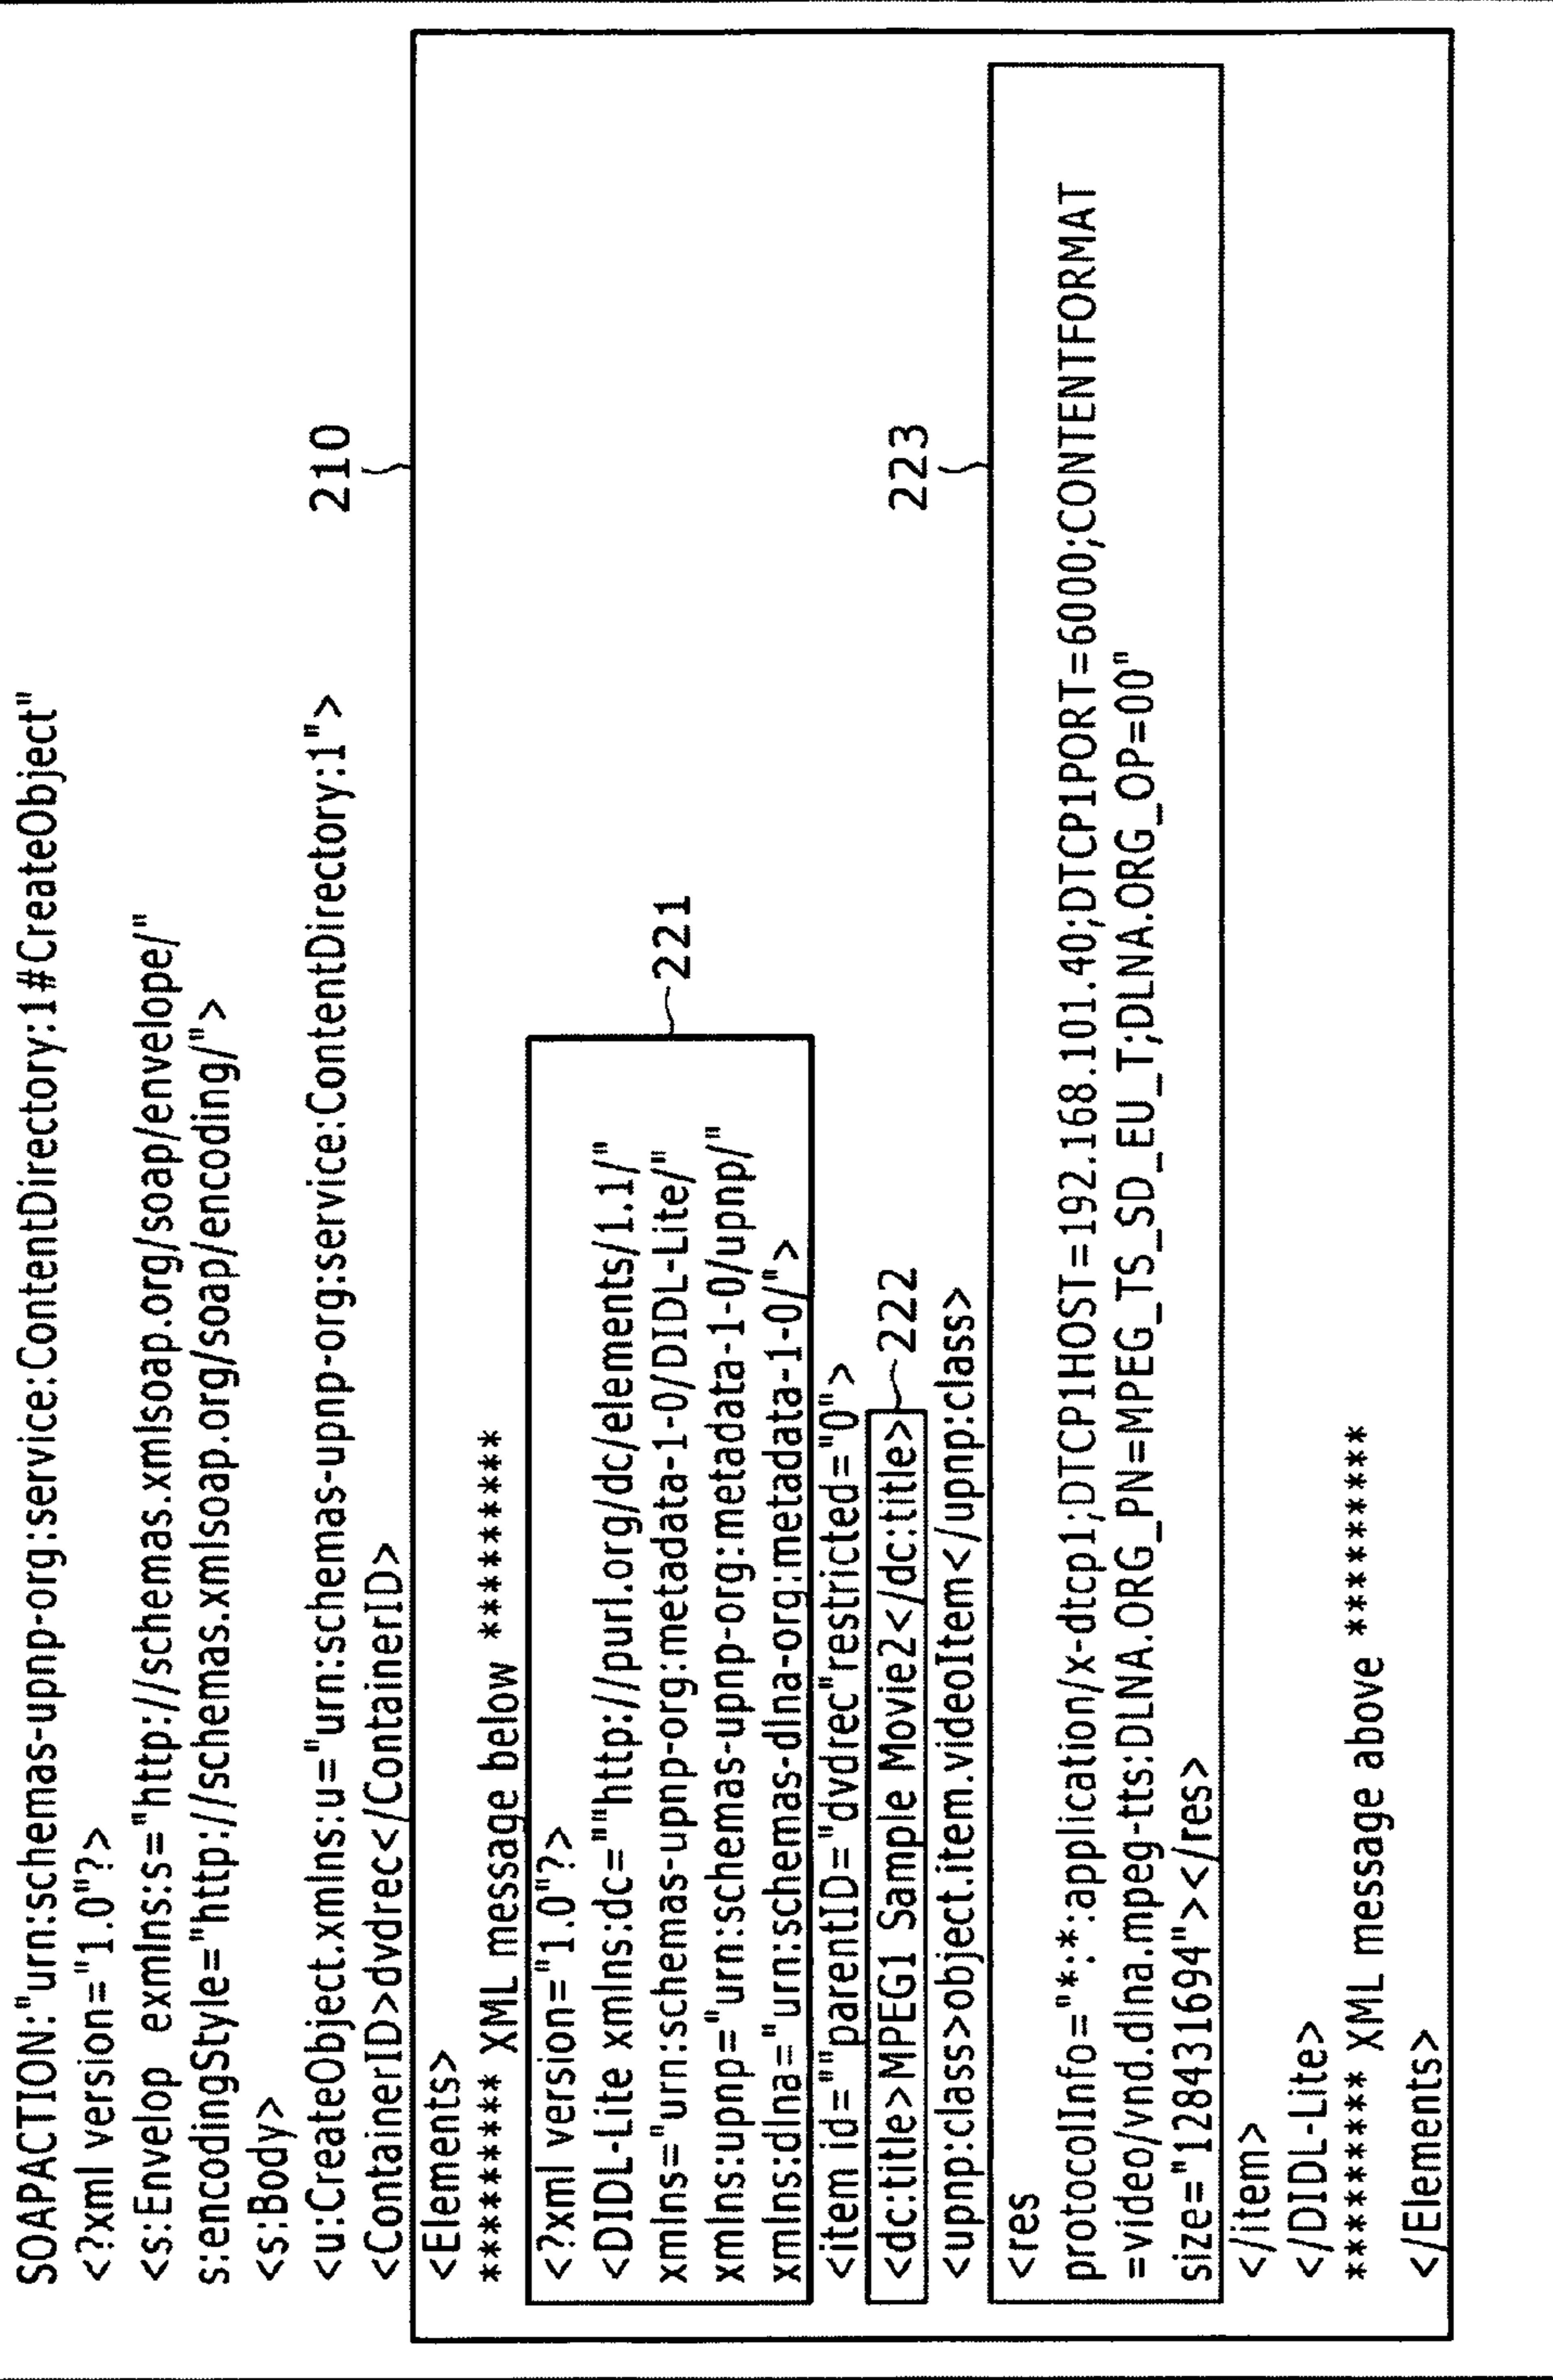 SOAPACTION:"urn:schemas-upnp-org:service:ContentDirectory:1#CreateObject"
<?xml version="1.0"?>
<s:Envelop exmlns:s="http://schemas.xmlsoap.org/soap/envelope/"
s:encodingStyle="http://schemas.xmlsoap.org/soap/encoding/">
<s:Body>
<u:CreateObject.xmlns:u="urn:schemas-upnp-org:service:ContentDirectory:1">
<ContainerID>dvdrec</ContainerID>
210
<Elements>
********* XML message below *********
<?xml version="1.0"?>
<DIDL-Lite xmlns:dc=""http://purl.org/dc/elements/1.1/"
xmlns="urn:schemas-upnp-org:metadata-1-0/DIDL-Lite/"
xmlns:upnp="urn:schemas-upnp-org:metadata-1-0/upnp/"
xmlns:dlna="urn:schemas-dlna-org:metadata-1-0/">
221
<item id=""parentID="dvdrec"restricted="0">
<dc:title>MPEG1 Sample Movie2</dc:title>
222
<upnp:class>object.item.videoItem</upnp:class>
223
<res
protocolInfo="*:*:application/x-dtcp1;DTCP1HOST=192.168.101.40;DTCP1PORT=6000;CONTENTFORMAT
=video/vnd.dlna.mpeg-tts:DLNA.ORG_PN=MPEG_TS_SD_EU_T;DLNA.ORG_OP=00"
size="128431694"></res>
</item>
</DIDL-Lite>
********* XML message above *********
</Elements>